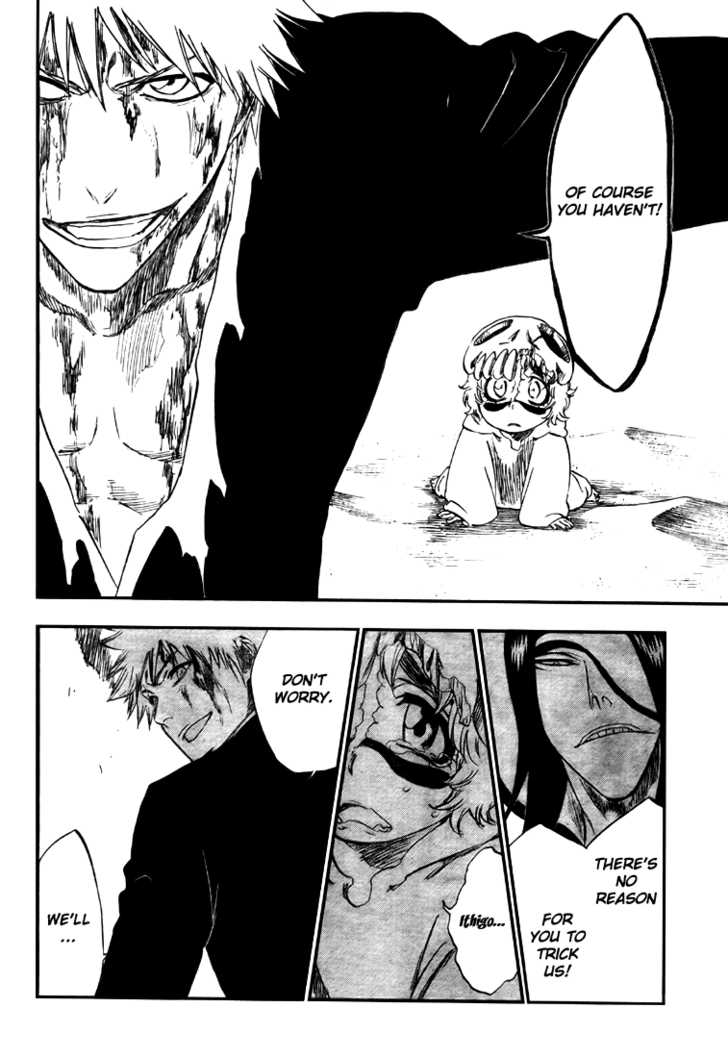 OF COURSE
YOU HAVEN'T!
THERE'S
NO
REASON
FOR
YOU TO
TRICK
US!
Ithigo...
DON'T
WORRY.
WE'LL
...